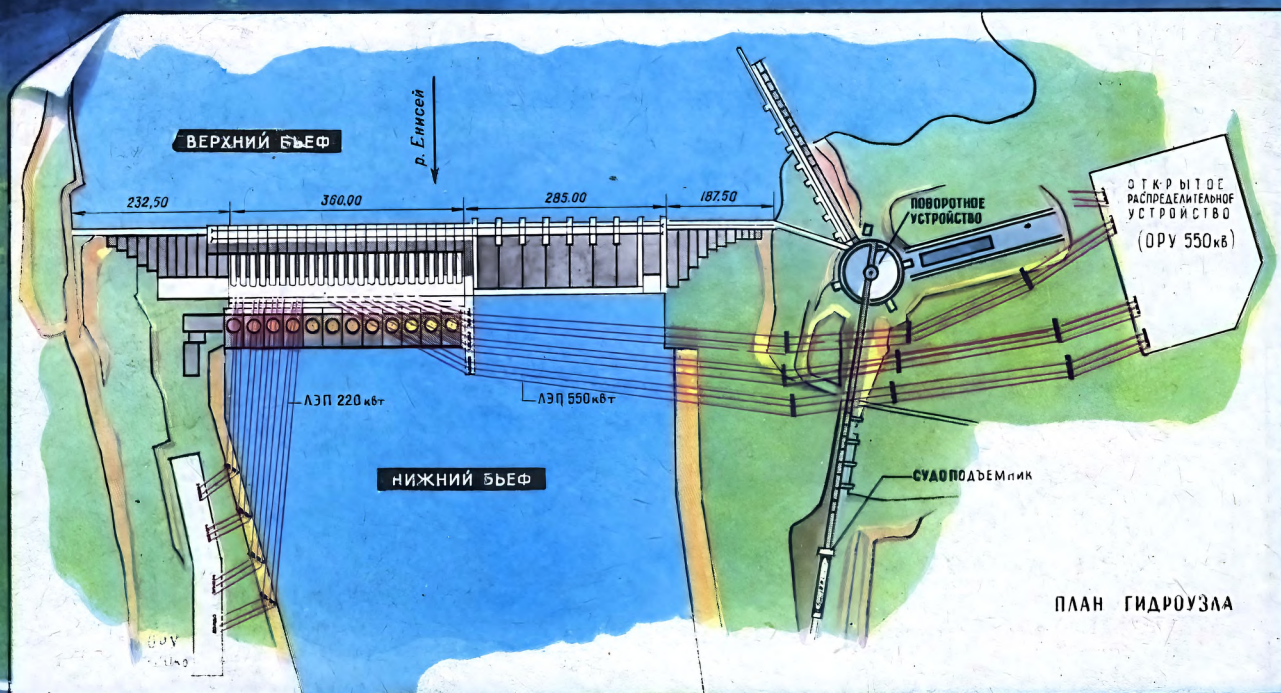 ВЕРХНИЙ БЬЕФ
р. Енисей
232,50
360.00
285.00
187.50
ПОВОРОТНОЕ
УСТРОЙСТВО
ОТКРЫТОЕ
РАСПРЕДЕЛИТЕЛЬНОЕ
УСТРОЙСТВО
(ОРУ 550кв)
ЛЭП 220 квт
ЛЭП 550 квт
НИЖНИЙ БЬЕФ
СУДОПОДЪЕМНИК
ПЛАН ГИДРОУЗЛА
ОРУ